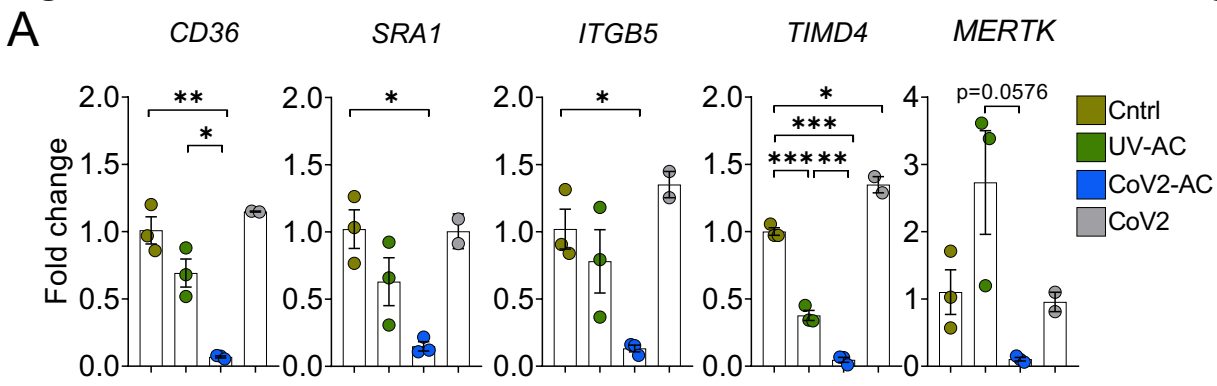 A
CD36
SRA1
ITGB5
TIMD4
MERTK
Fold change
2.0
1.5
1.0
0.5
0.0
**
*
2.0
1.5
1.0
0.5
0.0
*
2.0
1.5
1.0
0.5
0.0
*
2.0
1.5
1.0
0.5
0.0
*
***
*****
4
3
2
1
0
p=0.0576
Cntrl
UV-AC
CoV2-AC
CoV2